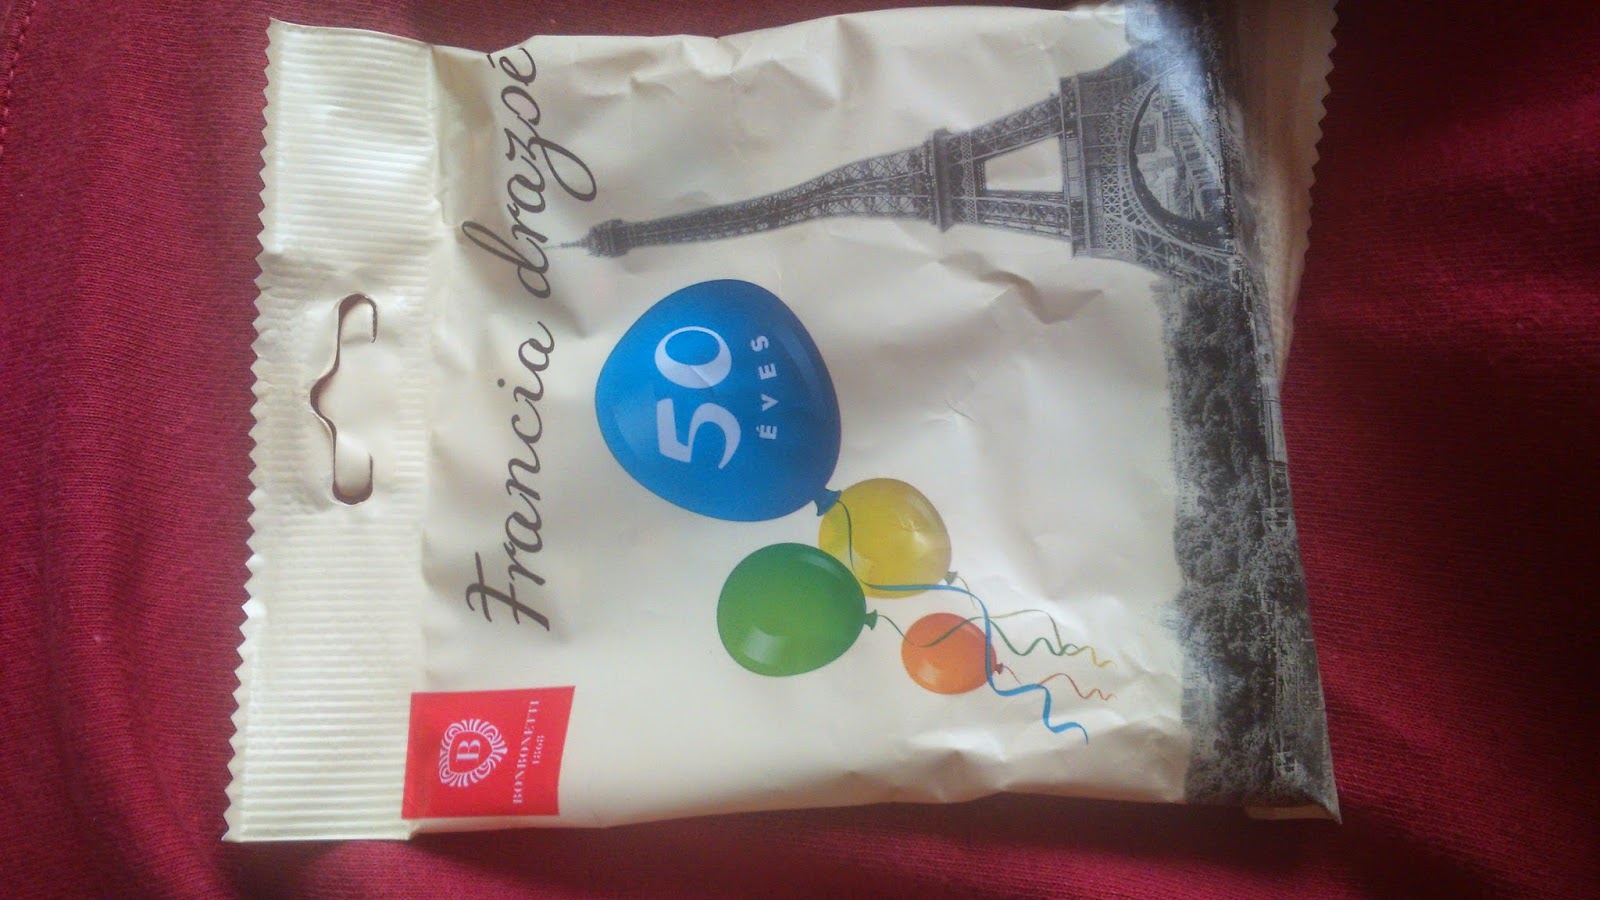 B
BONBONETTI
1868
Francia drazsé
50
ÉVES